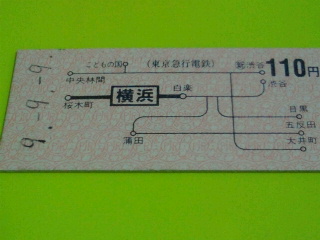 こどもの国 (東京急行電鉄) 新渋谷 110円
中央林間 渋谷
桜木町 横浜 白楽
目黒
蒲田 五反田
大井町
9.-9.-9.